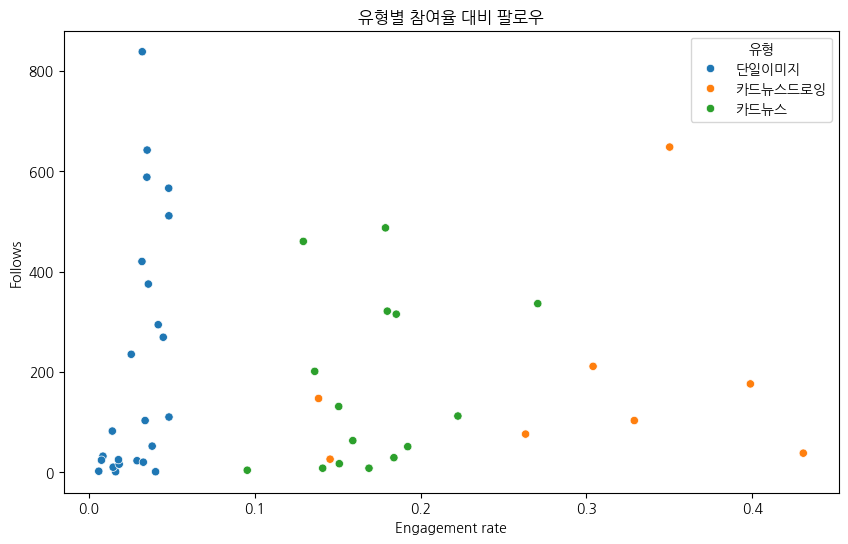 유형별 참여율 대비 팔로우
유형
단일이미지
카드뉴스드로잉
카드뉴스
800
600
400
200
0
Follows
0.0 0.1 0.2 0.3 0.4
Engagement rate